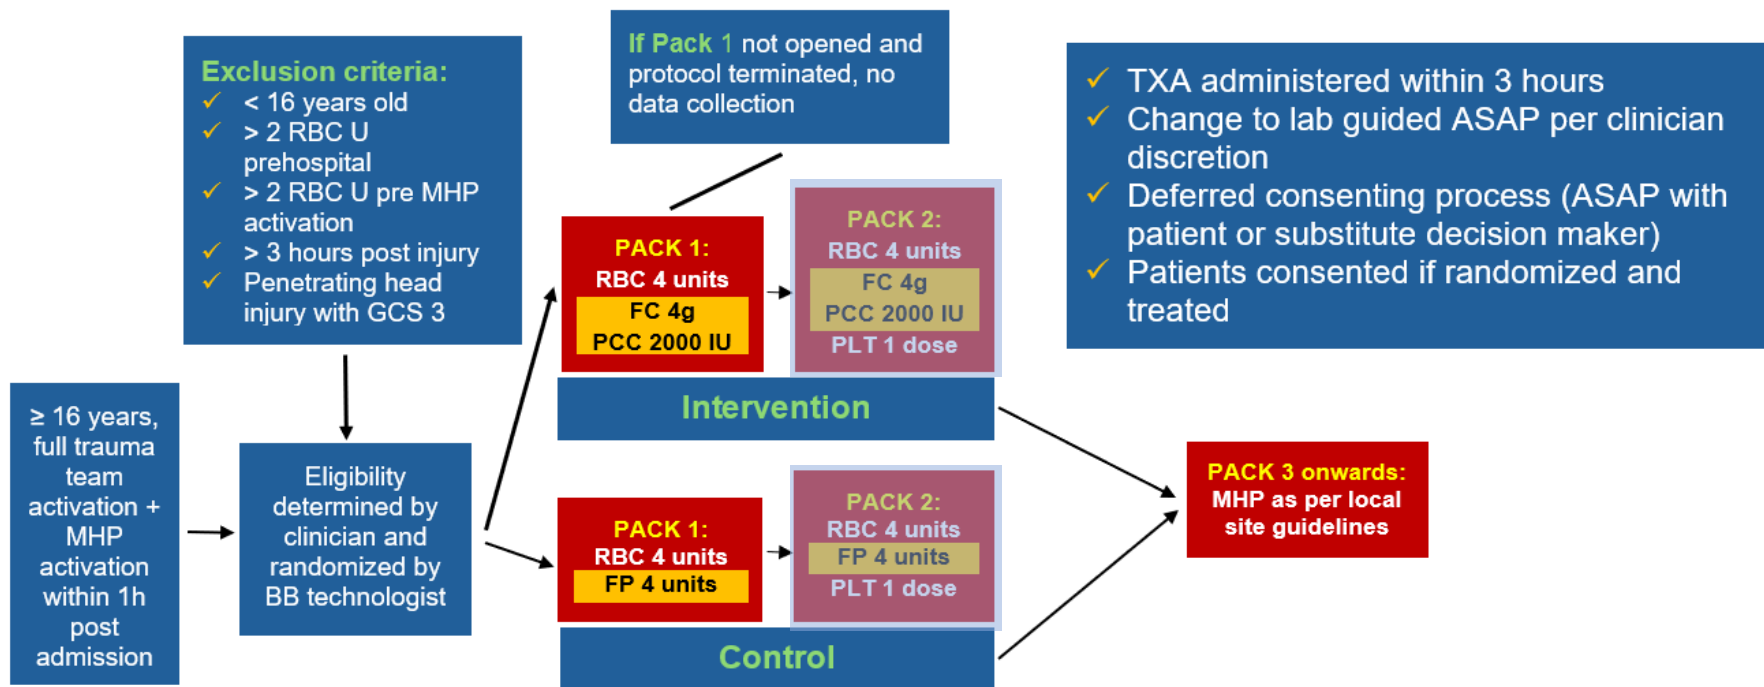 Exclusion criteria:
✓ < 16 years old
✓ > 2 RBC U
prehospital
✓ > 2 RBC U pre MHP
activation
✓ > 3 hours post injury
✓ Penetrating head
injury with GCS 3
If Pack 1 not opened and
protocol terminated, no
data collection
✓ TXA administered within 3 hours
✓ Change to lab guided ASAP per clinician
discretion
✓ Deferred consenting process (ASAP with
patient or substitute decision maker)
✓ Patients consented if randomized and
treated
≥ 16 years,
full trauma
team
activation +
MHP
activation
within 1h
post
admission
Eligibility
determined by
clinician and
randomized by
BB technologist
PACK 1:
RBC 4 units
FC 4g
PCC 2000 IU
PACK 2:
RBC 4 units
FC 4g
PCC 2000 IU
PLT 1 dose
Intervention
PACK 1:
RBC 4 units
FP 4 units
PACK 2:
RBC 4 units
FP 4 units
PLT 1 dose
Control
PACK 3 onwards:
MHP as per local
site guidelines